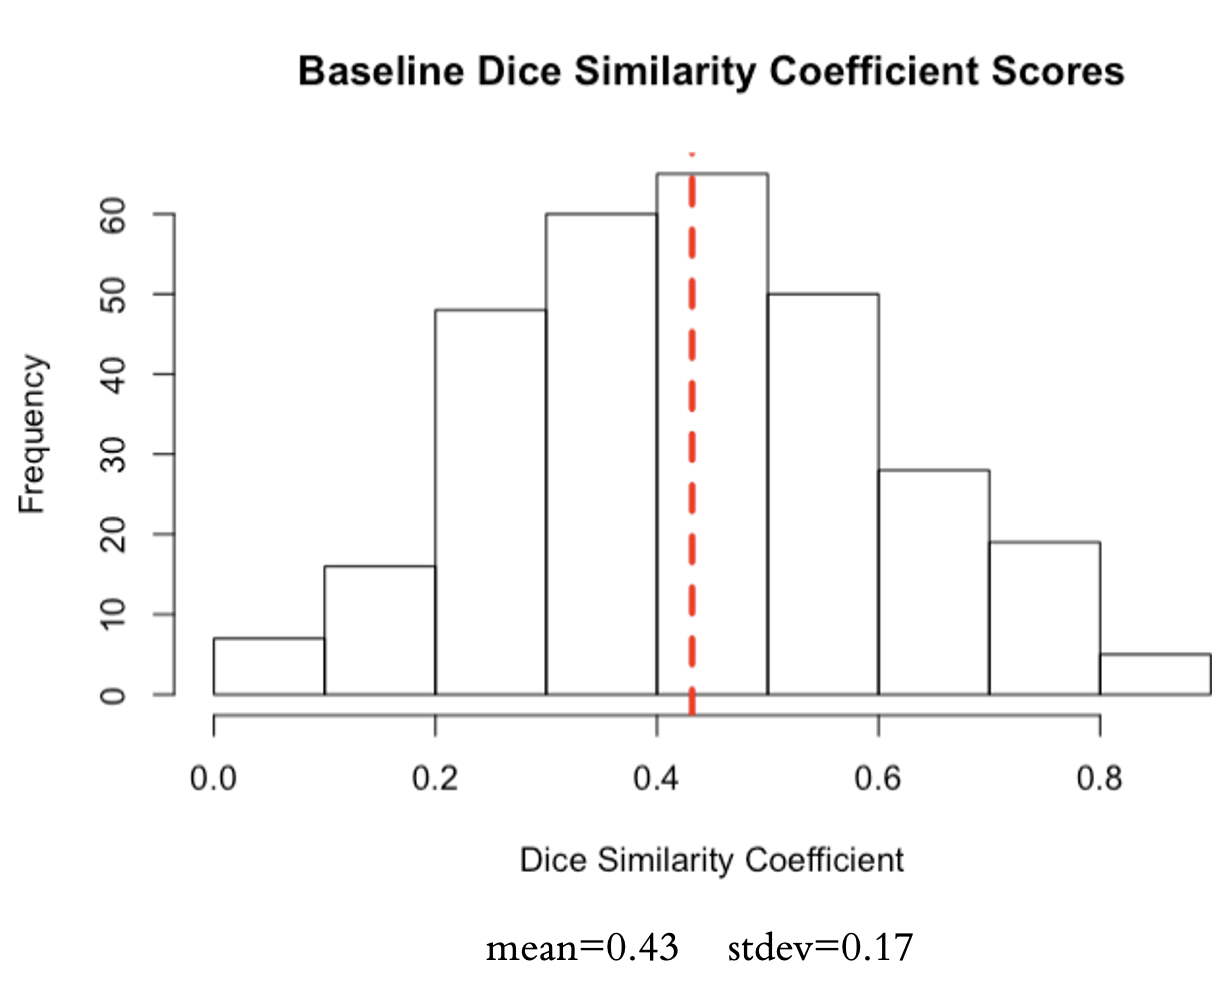 Baseline Dice Similarity Coefficient Scores
Frequency
60
50
40
30
20
10
0
0.0 0.2 0.4 0.6 0.8
Dice Similarity Coefficient
mean=0.43 stdev=0.17